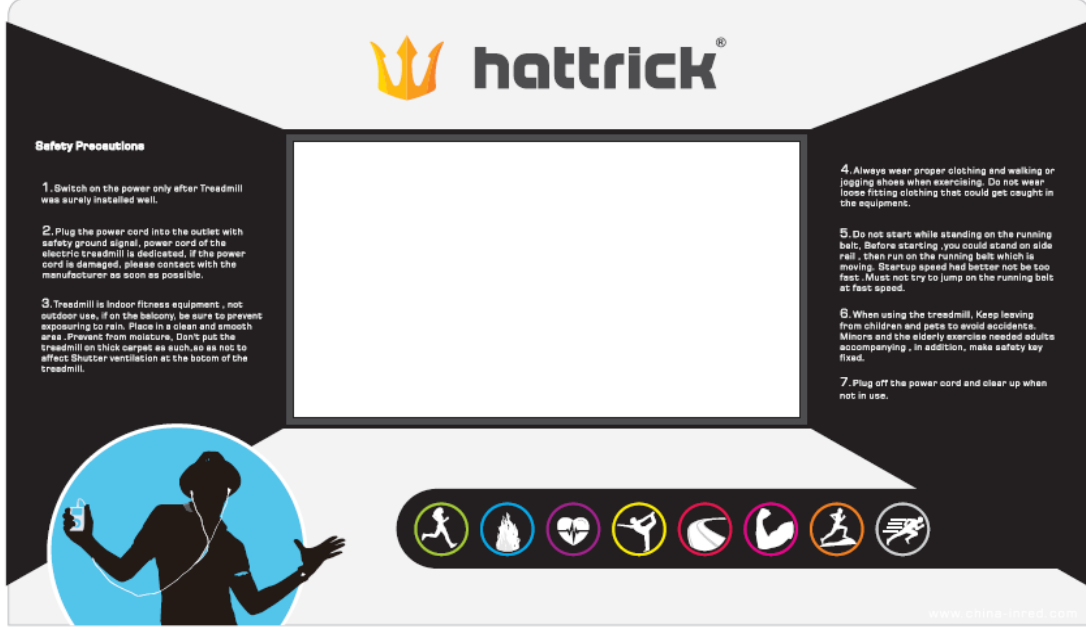 hattrick®
Safety Precautions
1.Switch on the power only after Treadmill
was surely installed well.
2.Plug the power cord into the outlet with
safety ground signal, power cord of the
electric treadmill is dedicated, if the power
cord is damaged, please contact with the
manufacturer as soon as possible.
3.Treadmill is Indoor fitness equipment , not
outdoor use, if on the balcony, be sure to prevent
exposuring to rain. Place in a clean and smooth
area .Prevent from moisture, Don't put the
treadmill on thick carpet as such,so as not to
affect Shutter ventilation at the botom of the
treadmill.
4.Always wear proper clothing and walking or
jogging shoes when exercising. Do not wear
loose fitting clothing that could get caught in
the equipment.
5.Do not start while standing on the running
belt, Before starting ,you could stand on side
rail , then run on the running belt which is
moving. Startup speed had better not be too
fast .Must not try to jump on the running belt
at fast speed.
6.When using the treadmill, Keep leaving
from children and pets to avoid accidents.
Minors and the elderly exercise needed adults
accompanying , in addition, make safety key
fixed.
7.Plug off the power cord and clear up when
not in use.
www.china-inred.com